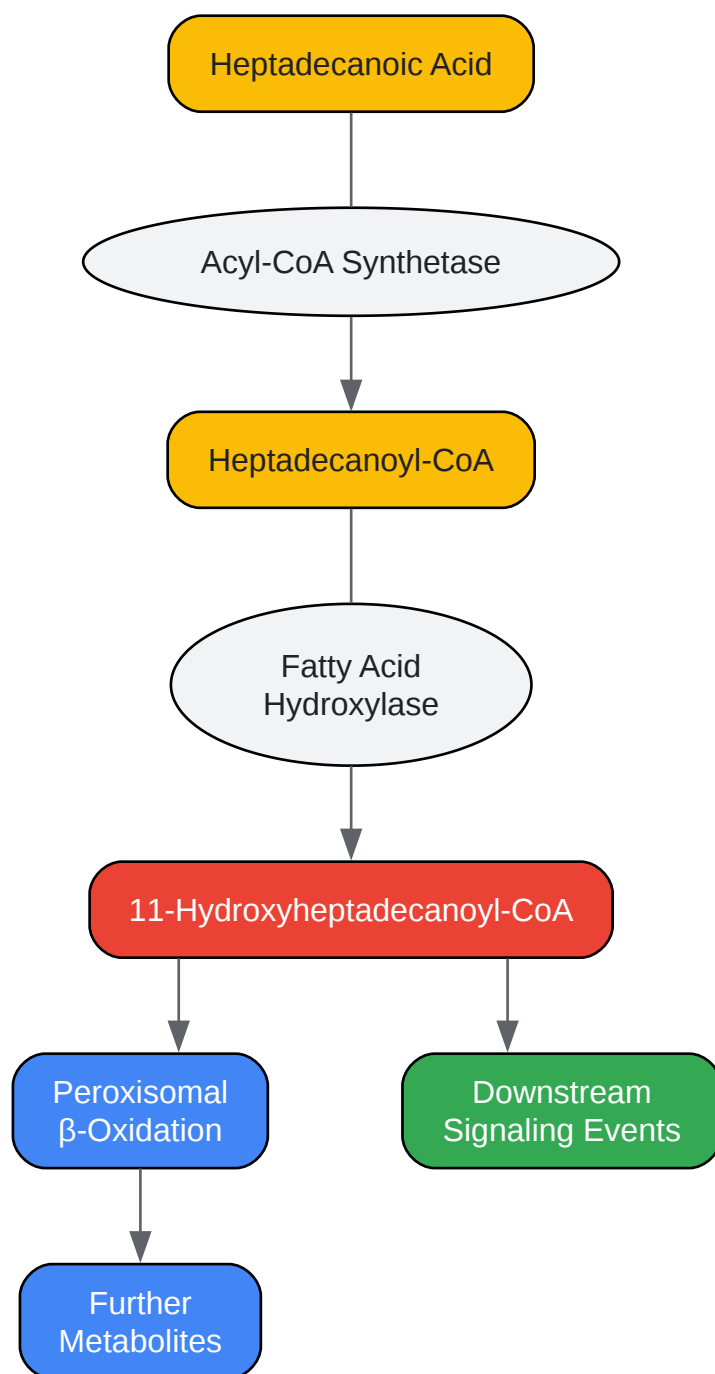 Heptadecanoic Acid
Acyl-CoA Synthetase
Heptadecanoyl-CoA
Fatty Acid
Hydroxylase
11-Hydroxyheptadecanoyl-CoA
Peroxisomal
β-Oxidation
Downstream
Signaling Events
Further
Metabolites